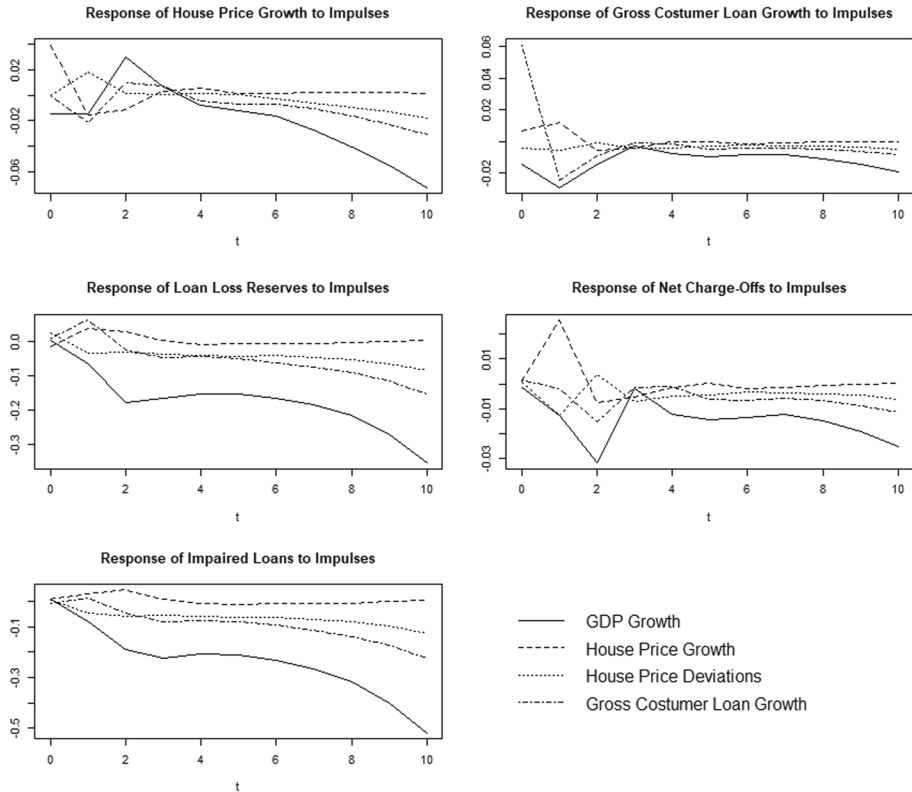 Response of House Price Growth to Impulses
0.02
-0.02
-0.06
0 2 4 6 8 10
t
Response of Gross Costumer Loan Growth to Impulses
0.06
0.02
-0.02
0 2 4 6 8 10
t
Response of Loan Loss Reserves to Impulses
0.0
-0.1
-0.2
-0.3
0 2 4 6 8 10
t
Response of Net Charge-Offs to Impulses
0.01
-0.01
-0.03
0 2 4 6 8 10
t
Response of Impaired Loans to Impulses
-0.1
-0.3
-0.5
0 2 4 6 8 10
t
GDP Growth
House Price Growth
House Price Deviations
Gross Costumer Loan Growth